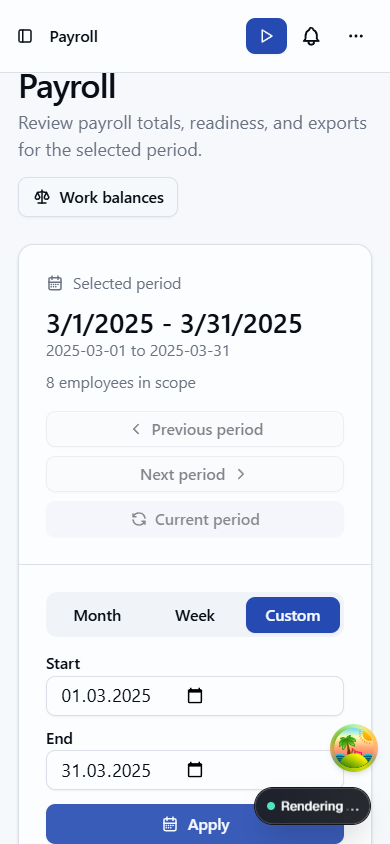 Payroll
Payroll
Review payroll totals, readiness, and exports
for the selected period.
Work balances
Selected period
3/1/2025 - 3/31/2025
2025-03-01 to 2025-03-31
8 employees in scope
Previous period
Next period
Current period
Month Week Custom
Start
01.03.2025
End
31.03.2025
Rendering ...
Apply